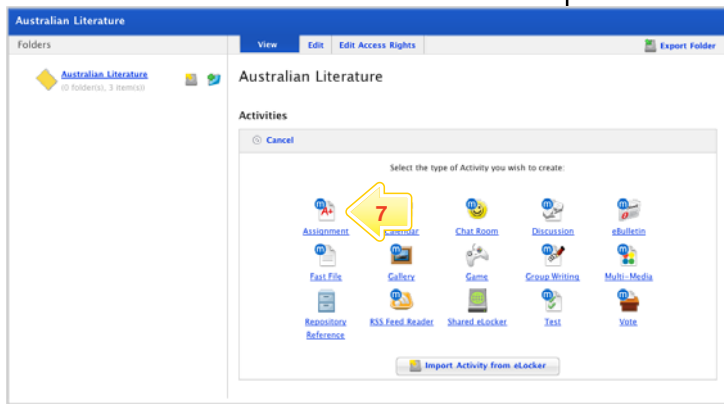 Australian Literature
Folders
View Edit Edit Access Rights
Export Folder
Australian Literature
(0 folder(s), 3 item(s))
Australian Literature
Activities
Cancel
Select the type of Activity you wish to create:
7
Assignment Calendar Chat Room Discussion eBulletin
Fast File Gallery Game Group Writing Multi-Media
Repository Reference RSS Feed Reader Shared eLocker Test Vote
Import Activity from eLocker